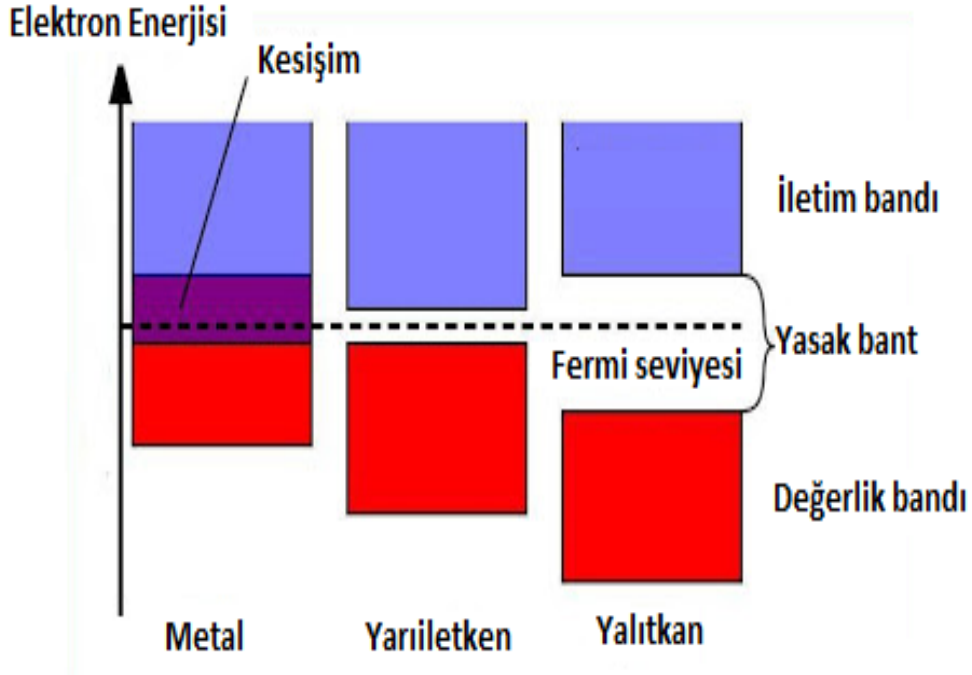 Elektron Enerjisi
Kesişim
İletim bandı
Yasak bant
Fermi seviyesi
Değerlik bandı
Metal
Yarıiletken
Yalıtkan